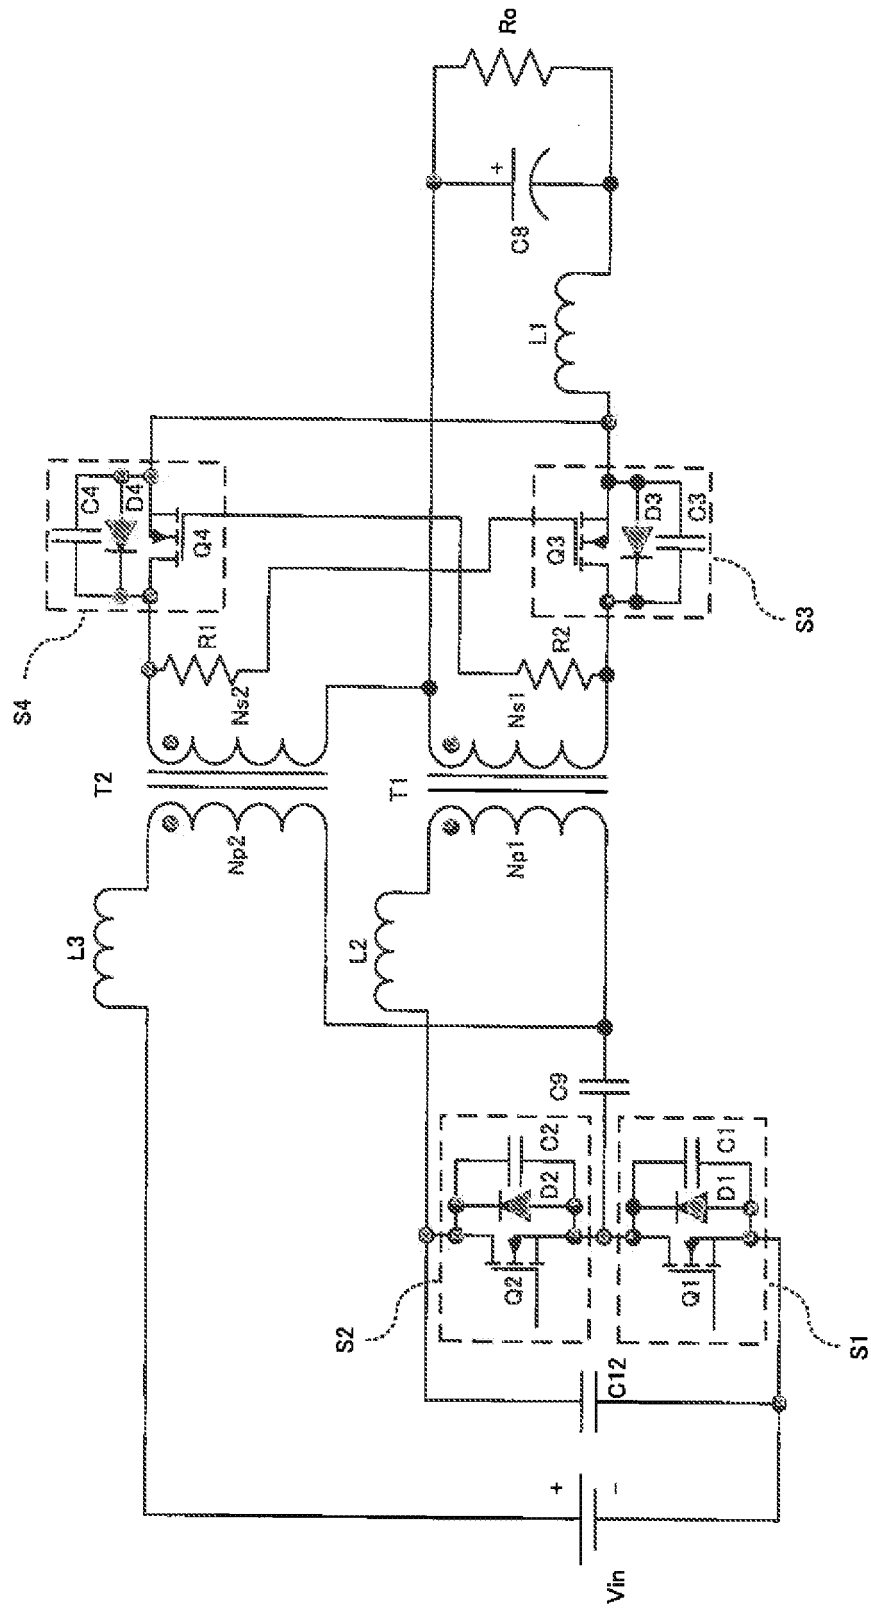 Vin
+
−
C12
S1
S2
Q1
D1
C1
Q2
D2
C2
C9
L3
L2
T2
Np2
Ns2
T1
Np1
Ns1
R1
R2
S4
C4
D4
Q4
S3
Q3
D3
C3
L1
C8
+
Ro